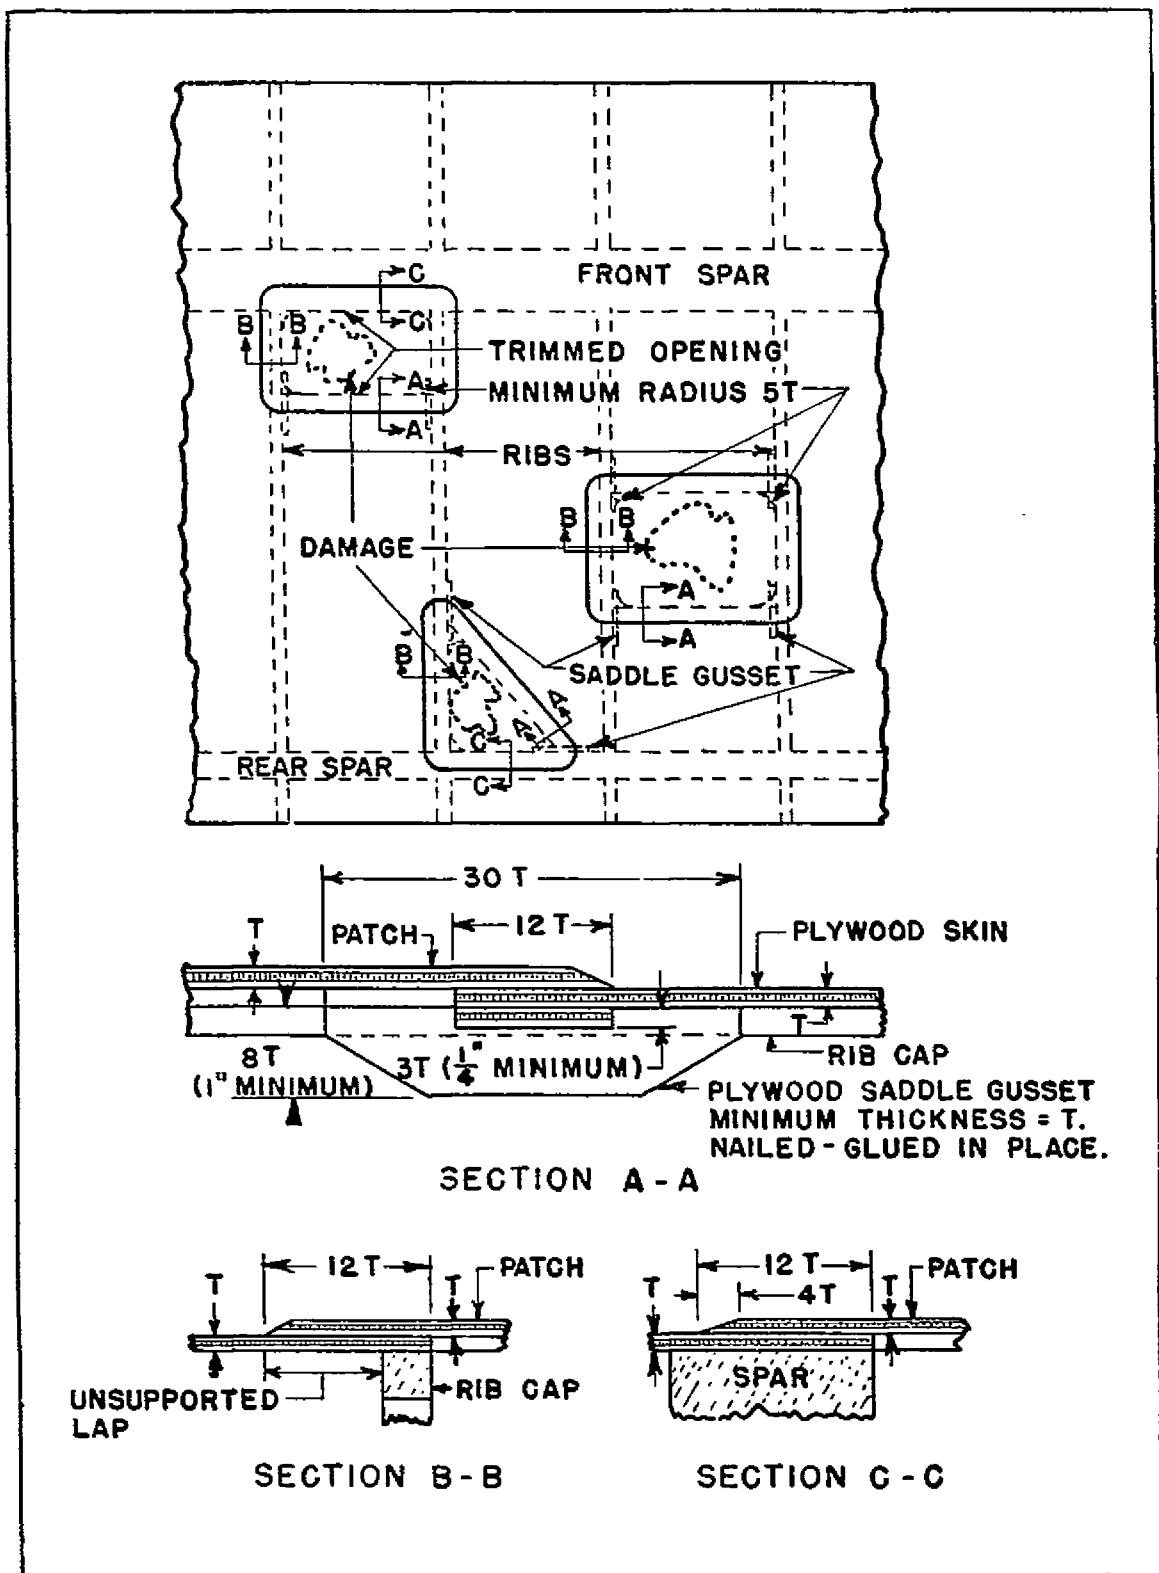 C
FRONT SPAR
B B C
TRIMMED OPENING
A
MINIMUM RADIUS 5T
A
RIBS
B B
DAMAGE
A
A
B B
SADDLE GUSSET
A
A
C
REAR SPAR
C
30 T
T
PATCH
12 T
PLYWOOD SKIN
T
8T
(1" MINIMUM)
3T (1/4" MINIMUM)
RIB CAP
PLYWOOD SADDLE GUSSET
MINIMUM THICKNESS = T.
NAILED - GLUED IN PLACE.
SECTION A - A
T
12 T
T
PATCH
UNSUPPORTED
LAP
RIB CAP
SECTION B - B
T
12 T
4T
T
PATCH
SPAR
SECTION C - C